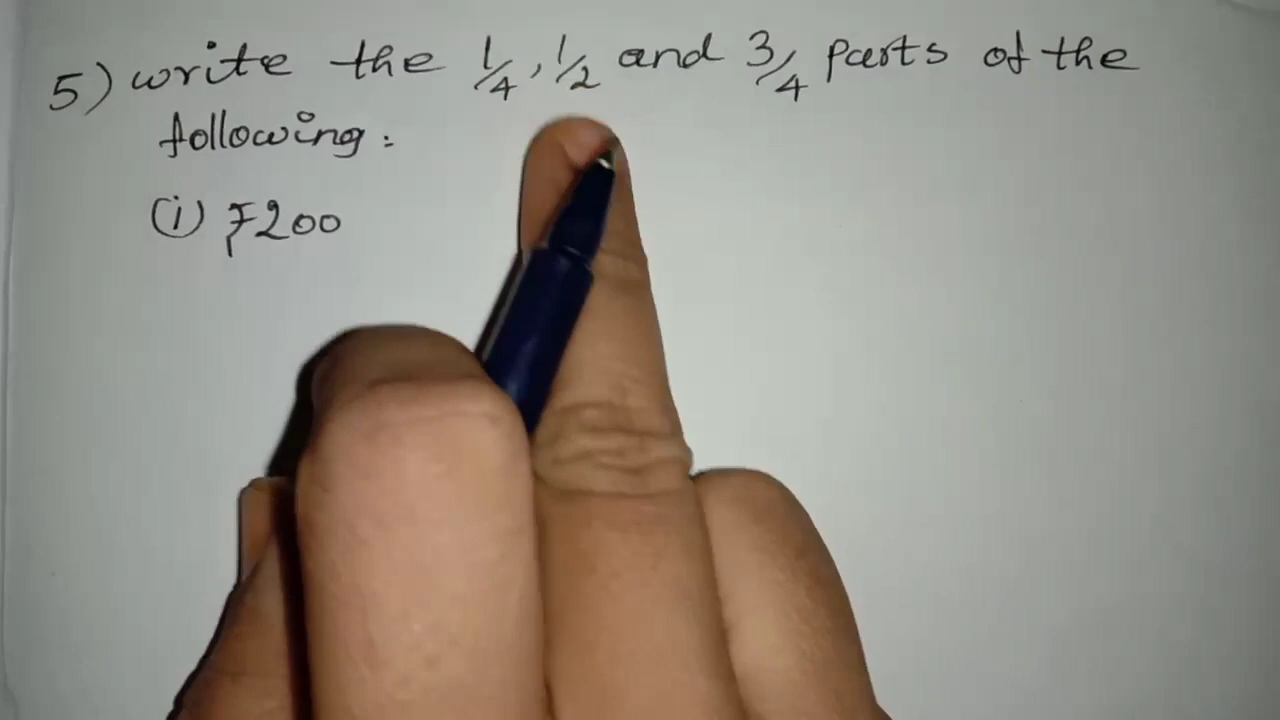 5) write the 1/4, 1/2 and 3/4 parts of the
following:
(i) ₹200